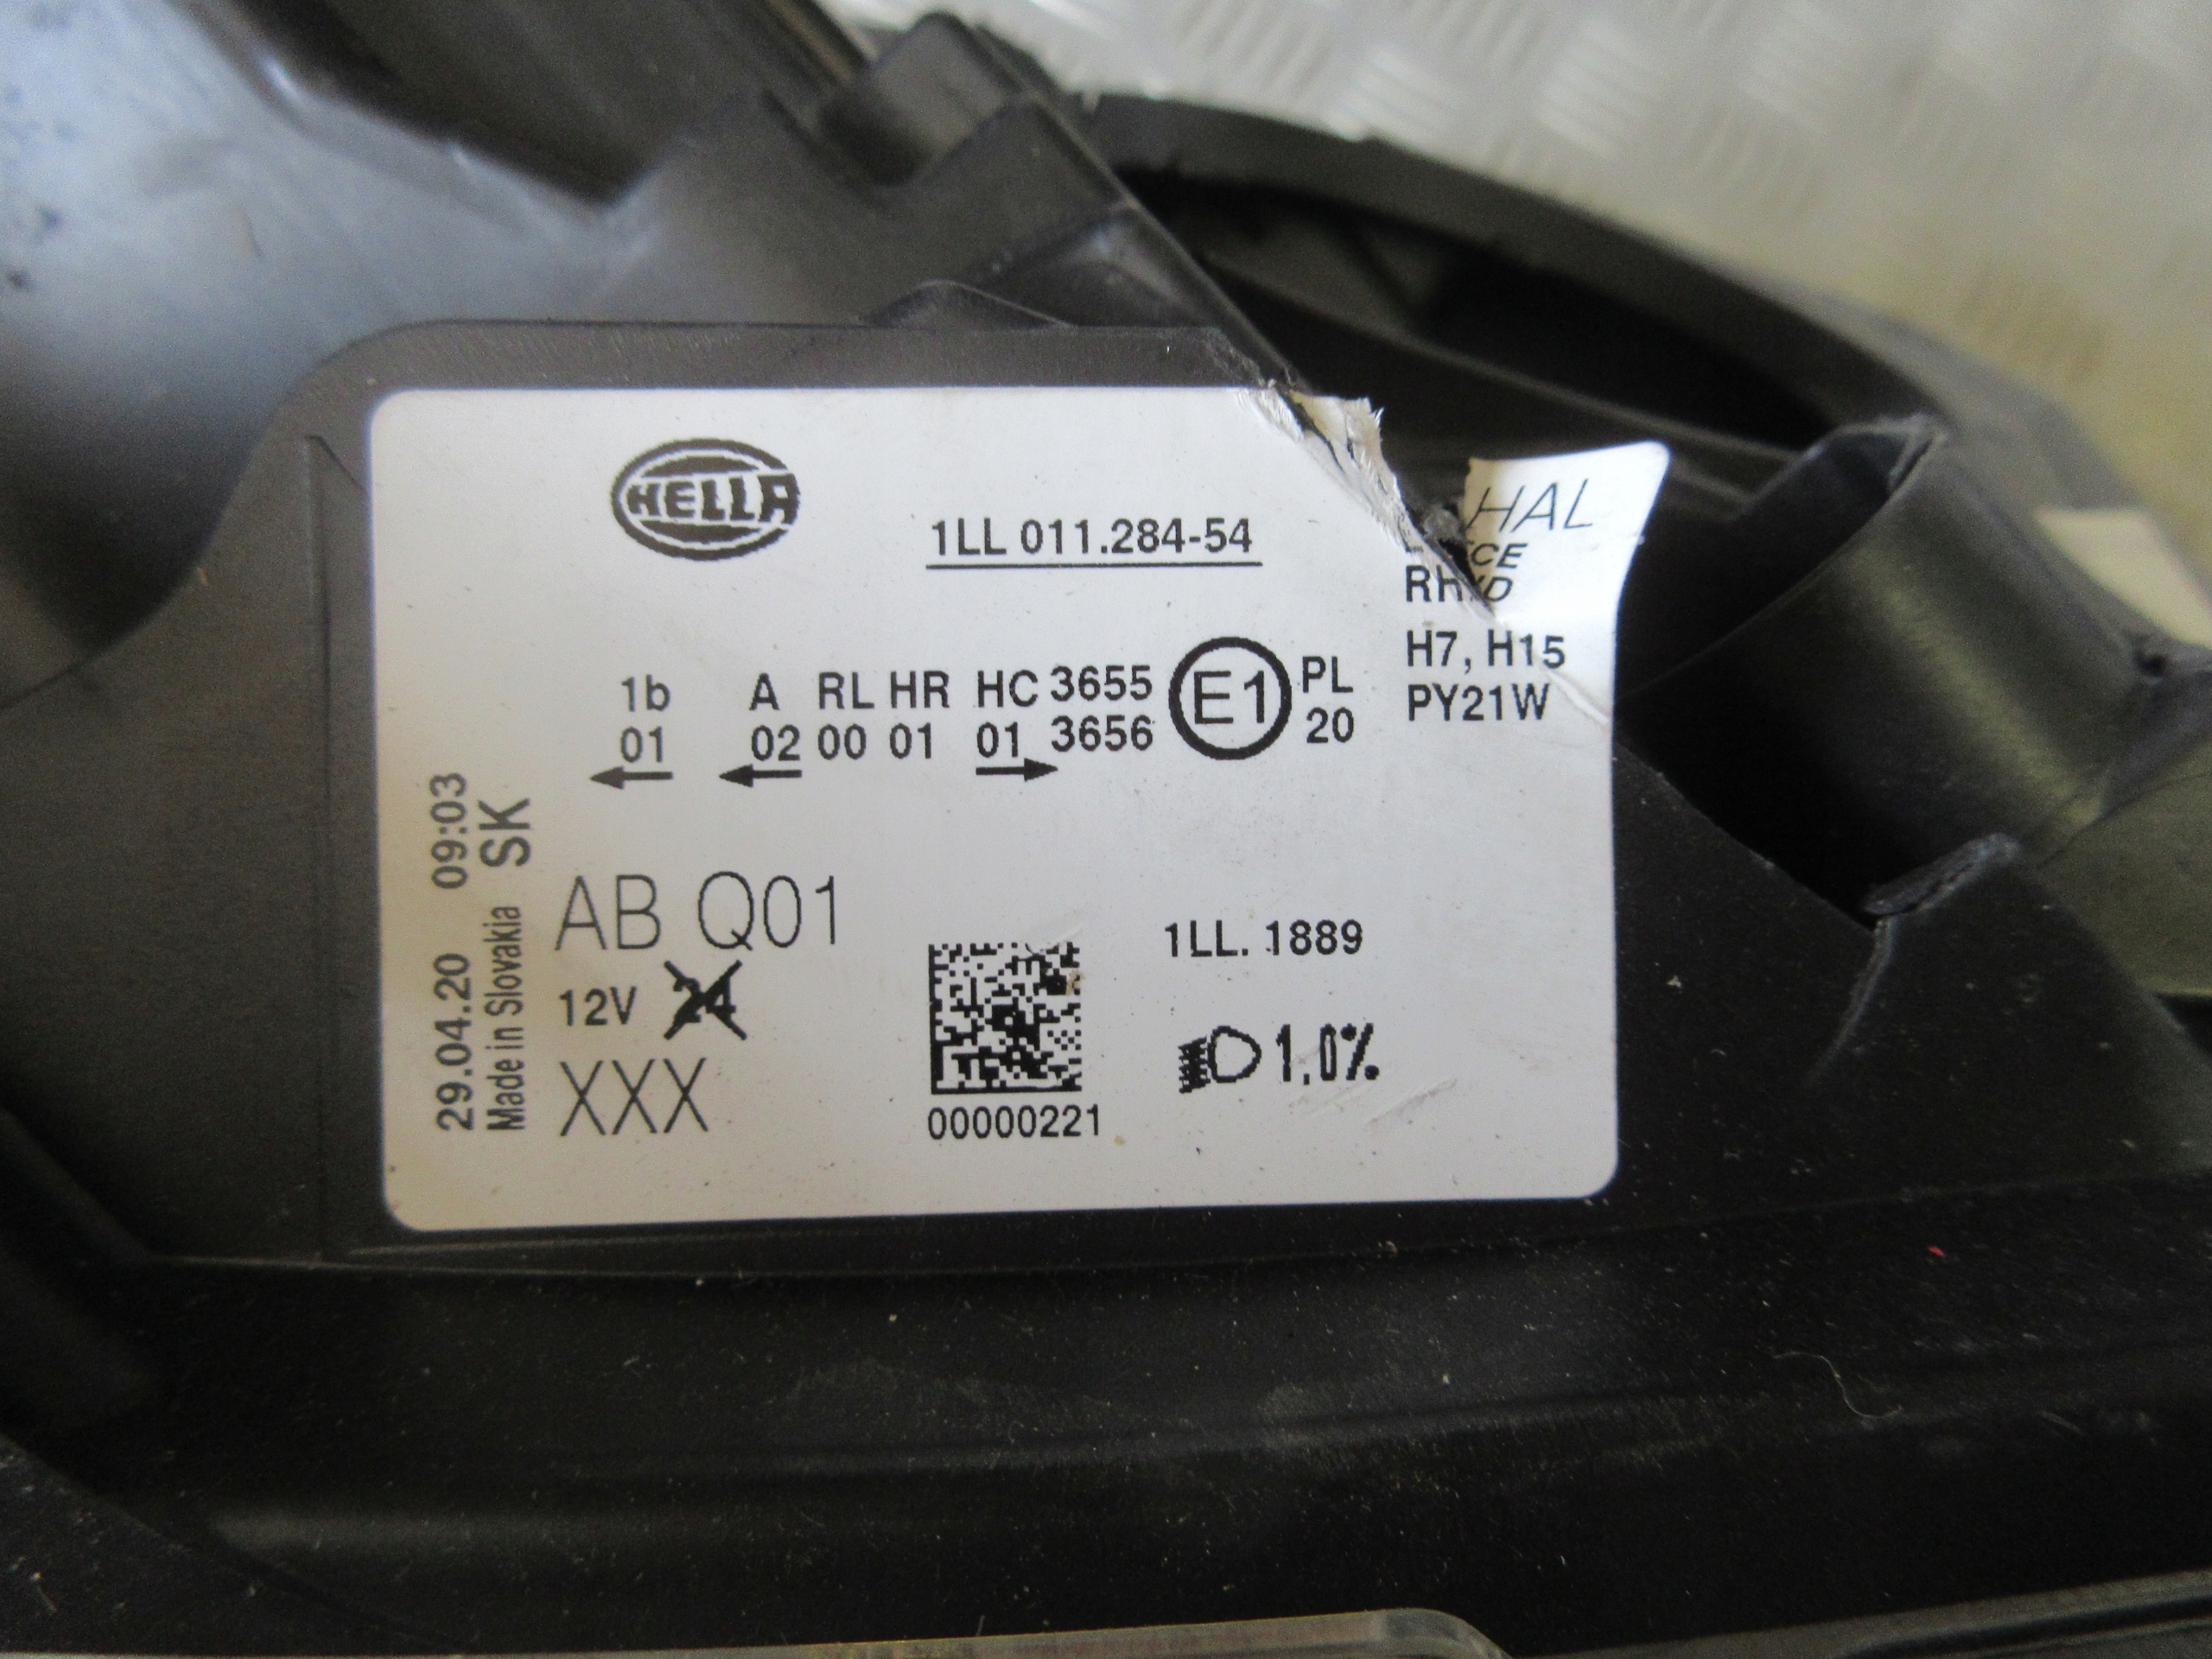 HELLA
1LL 011.284-54
HAL
CE
H7, H15
PY21W
1b A RL HR HC 3655 E1 PL
01 02 00 01 01 3656 20
29.04.20 09:03
Made in Slovakia SK
AB Q01
12V 24
XXX
00000221
1LL. 1889
1,0%